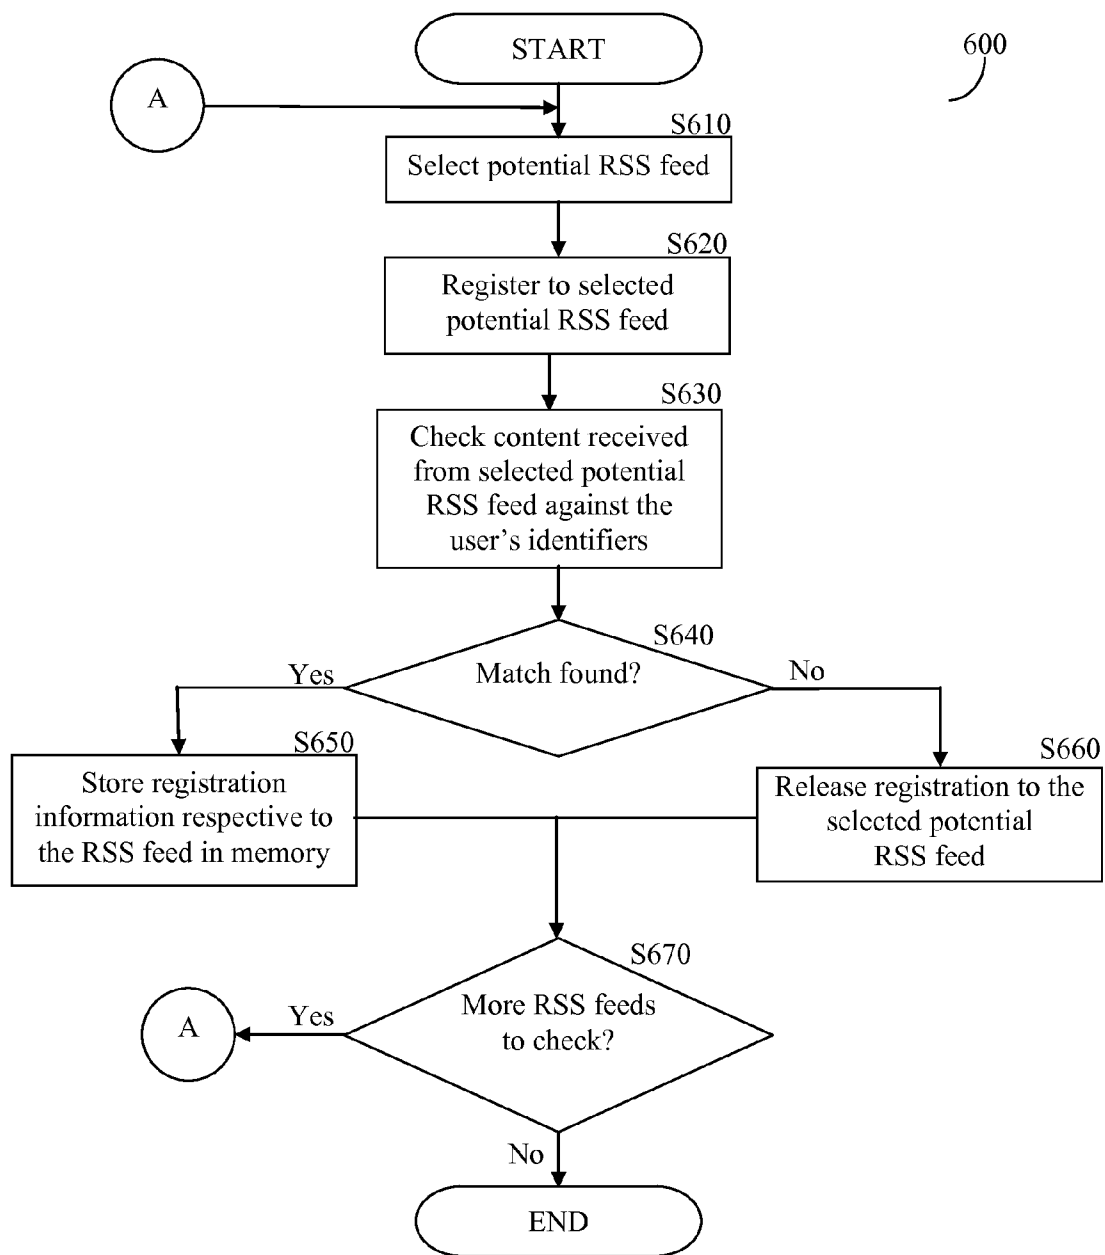 START
600
A
S610
Select potential RSS feed
S620
Register to selected
potential RSS feed
S630
Check content received
from selected potential
RSS feed against the
user's identifiers
S640
Match found?
Yes
No
S650
Store registration
information respective to
the RSS feed in memory
S660
Release registration to the
selected potential
RSS feed
S670
More RSS feeds
to check?
Yes
A
No
END